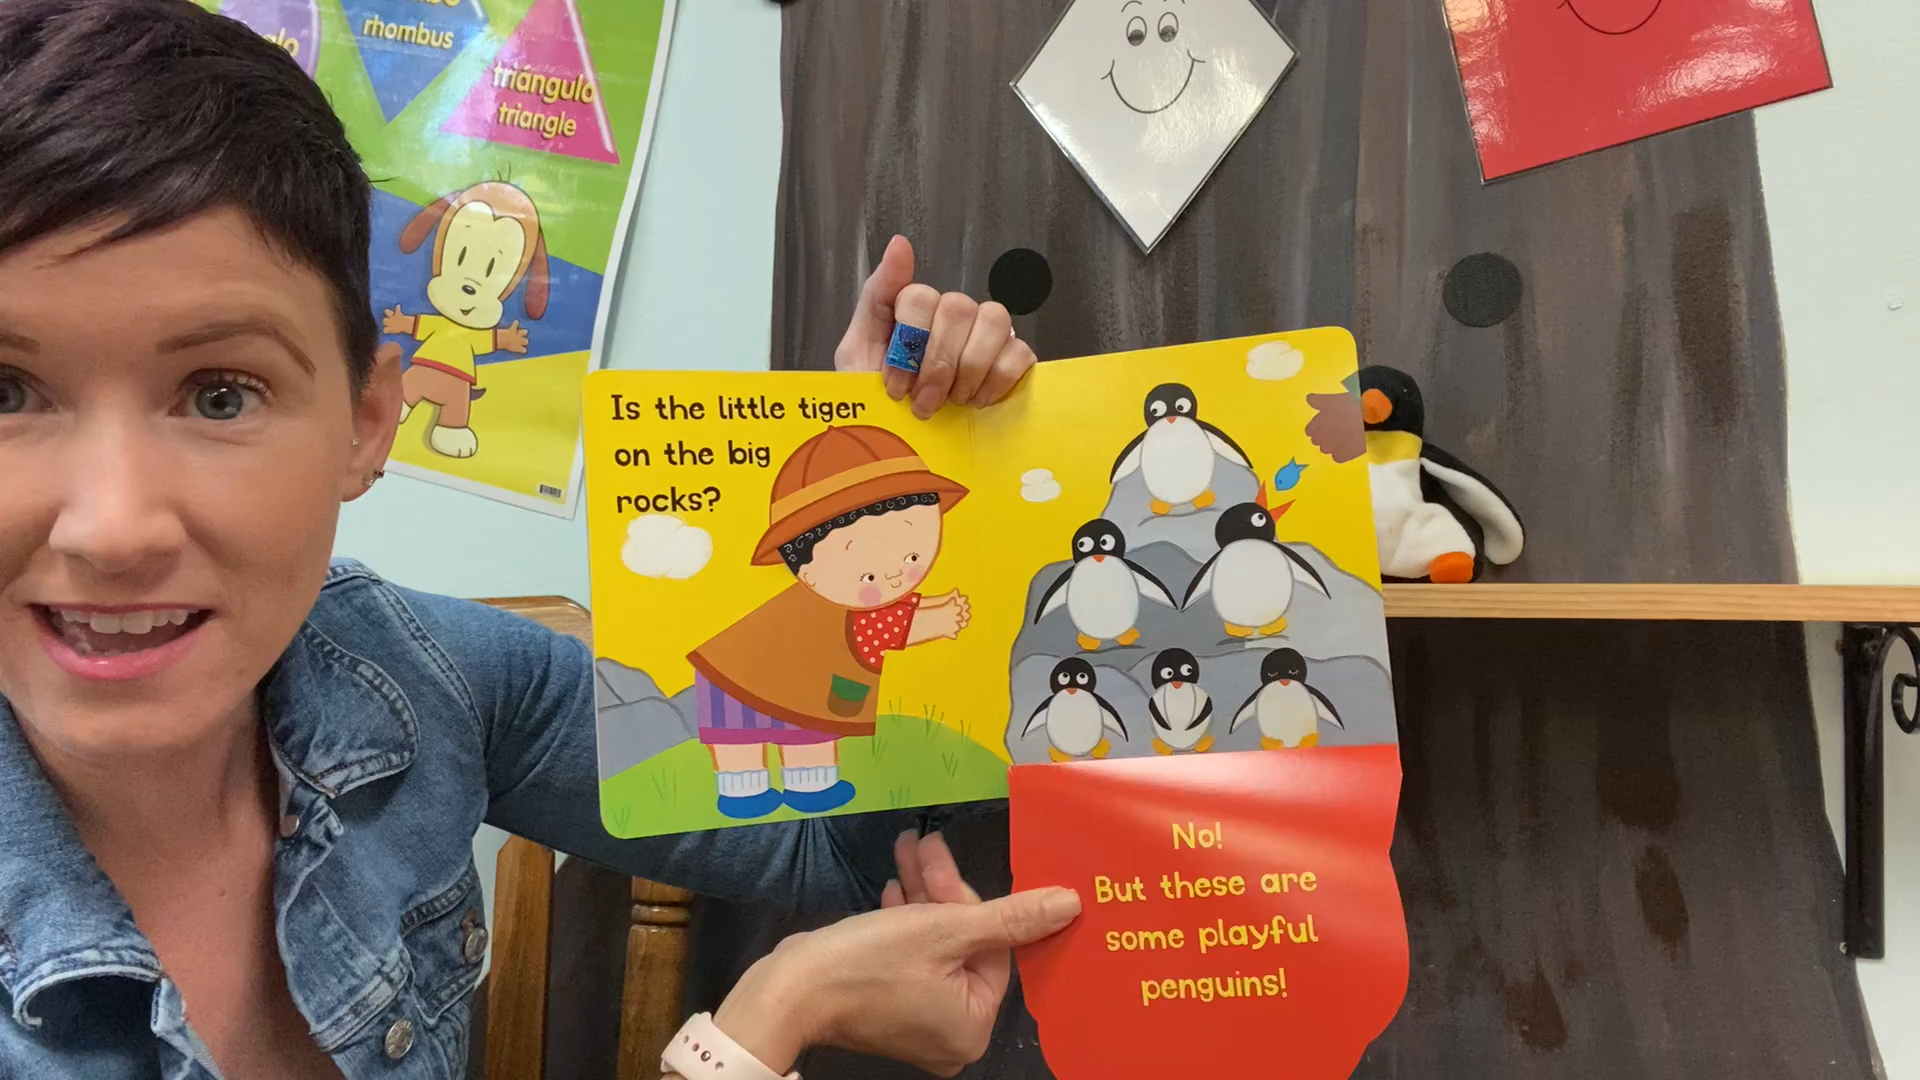 rhombus
triángulo
triangle
Is the little tiger
on the big
rocks?
No!
But these are
some playful
penguins!